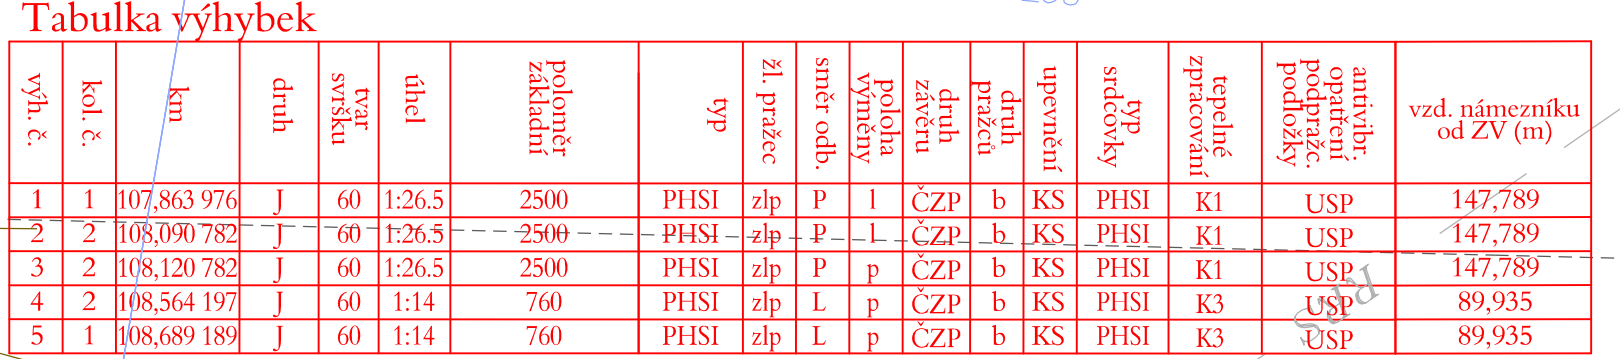 Tabulka výhybek
výh. č. kol. č. km druh tvar svršku úhel poloměr základní typ žl. pražec směr odb. poloha výměny druh závěru druh pražců upevnění typ srdcovky tepelné zpracování antivibr. opatření podpražc. podložky vzd. námezníku od ZV (m)
1 1 107,863 976 J 60 1:26.5 2500 PHSI zlp P l ČZP b KS PHSI K1 USP 147,789
2 2 108,090 782 J 60 1:26.5 2500 PHSI zlp P l ČZP b KS PHSI K1 USP 147,789
3 2 108,120 782 J 60 1:26.5 2500 PHSI zlp P p ČZP b KS PHSI K1 USP 147,789
4 2 108,564 197 J 60 1:14 760 PHSI zlp L p ČZP b KS PHSI K3 USP 89,935
5 1 108,689 189 J 60 1:14 760 PHSI zlp L p ČZP b KS PHSI K3 USP 89,935